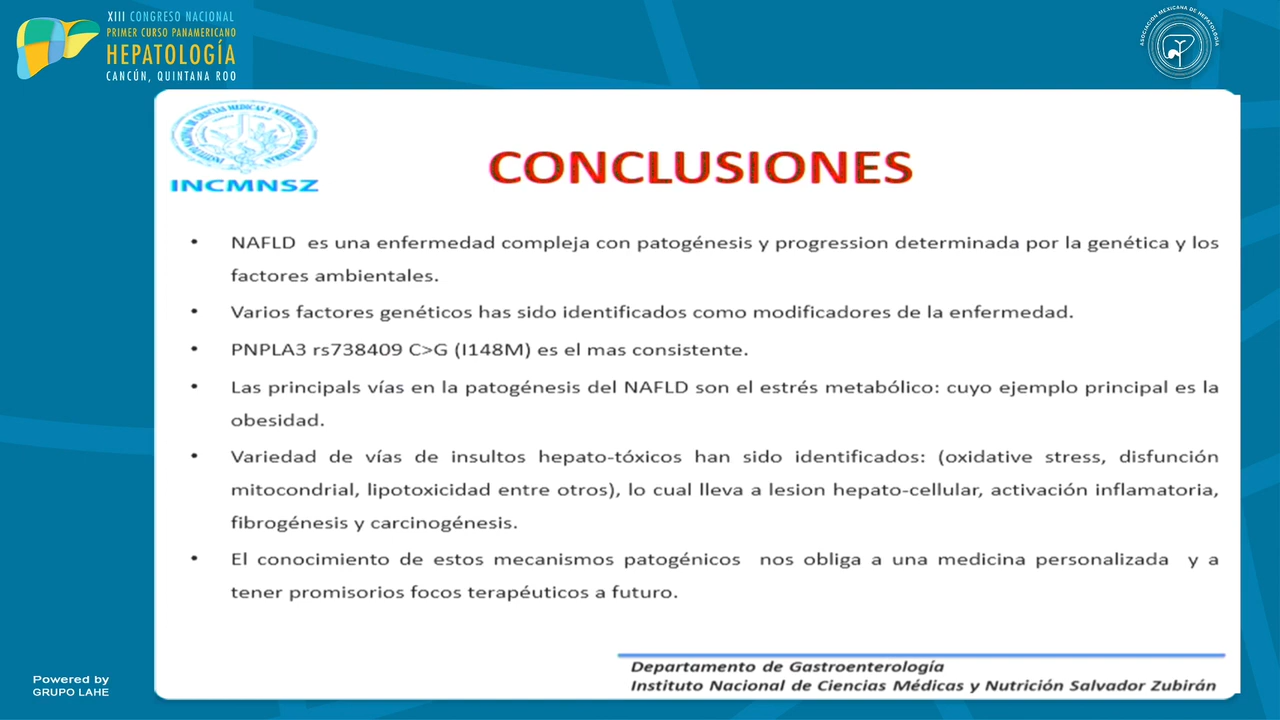 XIII CONGRESO NACIONAL
PRIMER CURSO PANAMERICANO
HEPATOLOGÍA
CANCÚN, QUINTANA ROO
ASOCIACIÓN MEXICANA DE HEPATOLOGÍA
INCMNSZ
CONCLUSIONES
• NAFLD es una enfermedad compleja con patogénesis y progression determinada por la genética y los
factores ambientales.
• Varios factores genéticos has sido identificados como modificadores de la enfermedad.
• PNPLA3 rs738409 C>G (I148M) es el mas consistente.
• Las principals vías en la patogénesis del NAFLD son el estrés metabólico: cuyo ejemplo principal es la
obesidad.
• Variedad de vías de insultos hepato-tóxicos han sido identificados: (oxidative stress, disfunción
mitocondrial, lipotoxicidad entre otros), lo cual lleva a lesion hepato-cellular, activación inflamatoria,
fibrogénesis y carcinogénesis.
• El conocimiento de estos mecanismos patogénicos nos obliga a una medicina personalizada y a
tener promisorios focos terapéuticos a futuro.
Departamento de Gastroenterología
Instituto Nacional de Ciencias Médicas y Nutrición Salvador Zubirán
Powered by
GRUPO LAHE